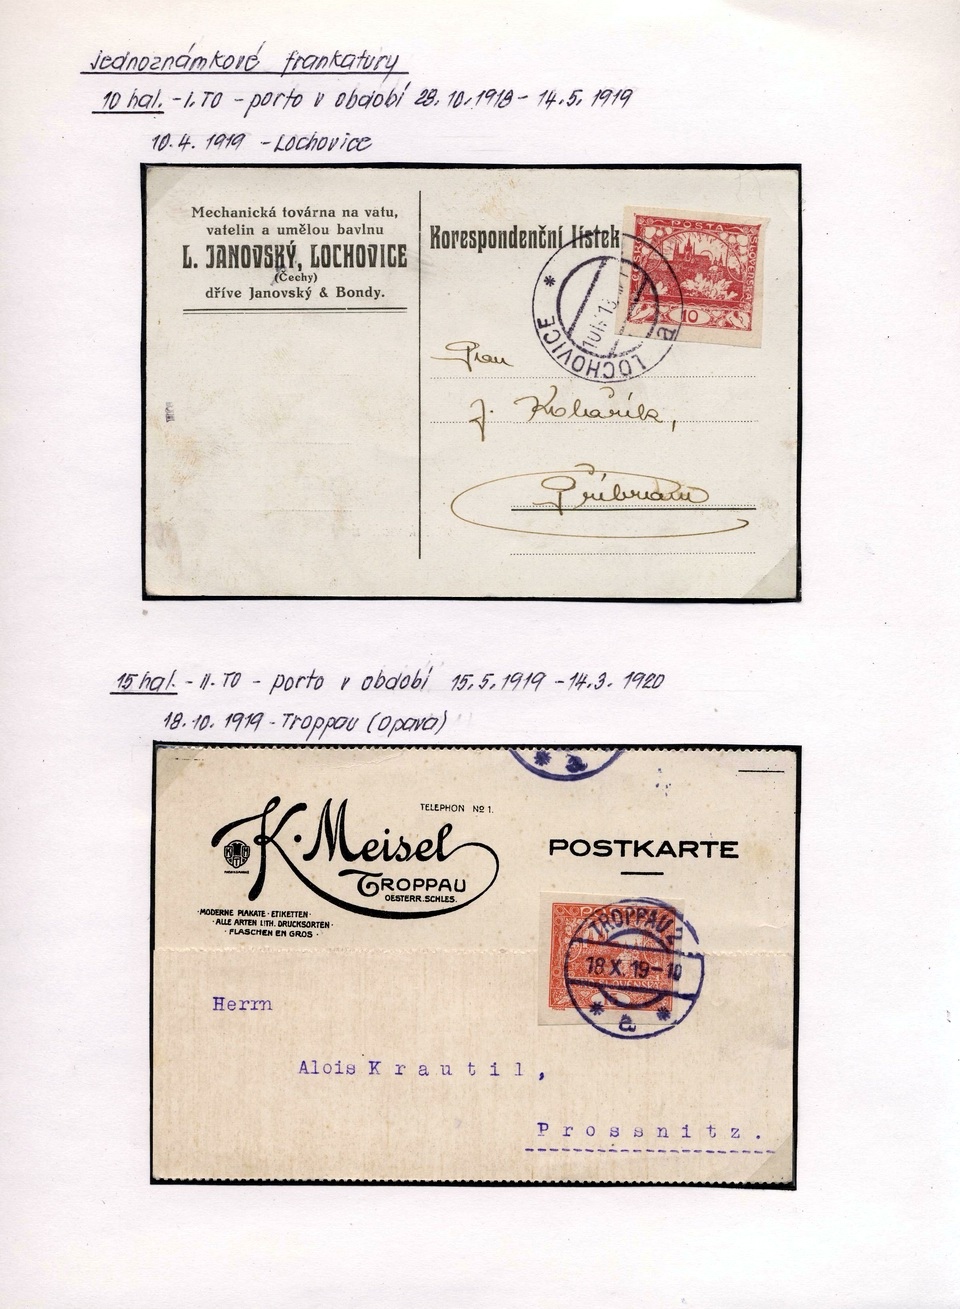 Jednoznámkové frankatury
10 hal. - I. TO - porto v období 28.10.1918 - 14.5.1919
10.4.1919 - Lochovice
Mechanická továrna na vatu,
vatelin a umělou bavlnu
L. JANOVSKÝ, LOCHOVICE
(Čechy)
dříve Janovský & Bondy.
Korespondenční lístek
POSTA
10
LOCHOVICE
a
Pan
J. Kohařík,
Příbram
15 hal. - II. TO - porto v období 15.5.1919 - 14.3.1920
18.10.1919 - Troppau (Opava)
a
K. Meisel
TROPPAU
OESTERR. SCHLES.
TELEPHON No 1.
·MODERNE PLAKATE·ETIKETTEN·
·ALLE ARTEN LITH. DRUCKSORTEN·
·FLASCHEN EN GROS·
POSTKARTE
TROPPAU 2
18 X. 19-10
a
Herrn
Alois Krautil,
Prossnitz.